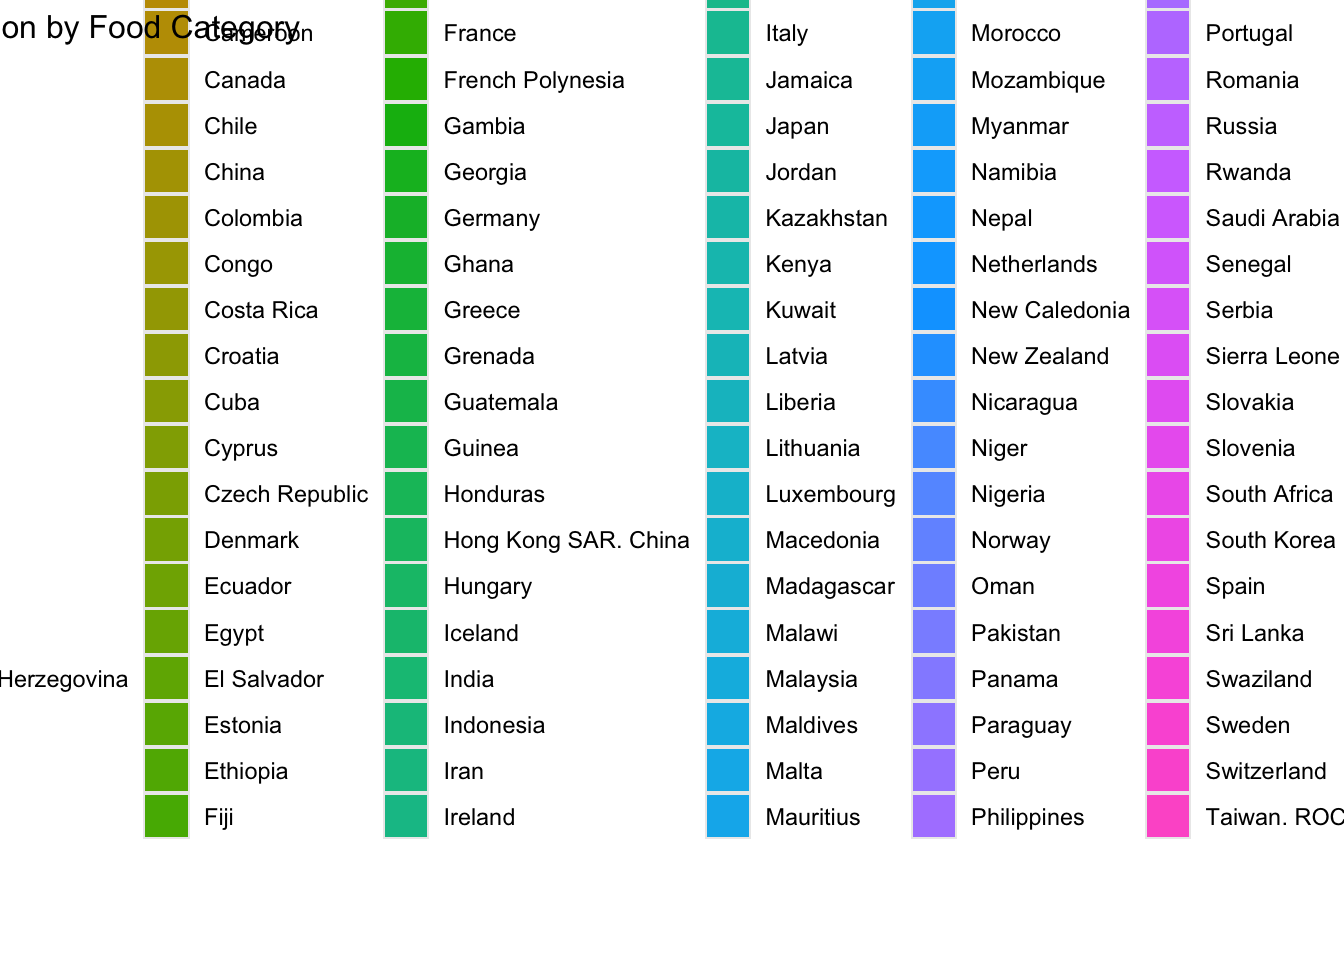 on by Food Category
Herzegovina
Cameroon
Canada
Chile
China
Colombia
Congo
Costa Rica
Croatia
Cuba
Cyprus
Czech Republic
Denmark
Ecuador
Egypt
El Salvador
Estonia
Ethiopia
Fiji
France
French Polynesia
Gambia
Georgia
Germany
Ghana
Greece
Grenada
Guatemala
Guinea
Honduras
Hong Kong SAR. China
Hungary
Iceland
India
Indonesia
Iran
Ireland
Italy
Jamaica
Japan
Jordan
Kazakhstan
Kenya
Kuwait
Latvia
Liberia
Lithuania
Luxembourg
Macedonia
Madagascar
Malawi
Malaysia
Maldives
Malta
Mauritius
Morocco
Mozambique
Myanmar
Namibia
Nepal
Netherlands
New Caledonia
New Zealand
Nicaragua
Niger
Nigeria
Norway
Oman
Pakistan
Panama
Paraguay
Peru
Philippines
Portugal
Romania
Russia
Rwanda
Saudi Arabia
Senegal
Serbia
Sierra Leone
Slovakia
Slovenia
South Africa
South Korea
Spain
Sri Lanka
Swaziland
Sweden
Switzerland
Taiwan. ROC